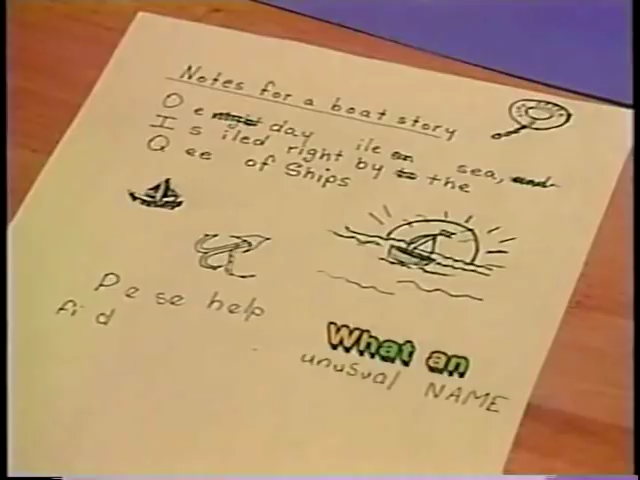 Notes for a boat story
O e day ile sea,
I s iled right by the
Q ee of Ships
P e se help
fi d
What an
unusual NAME